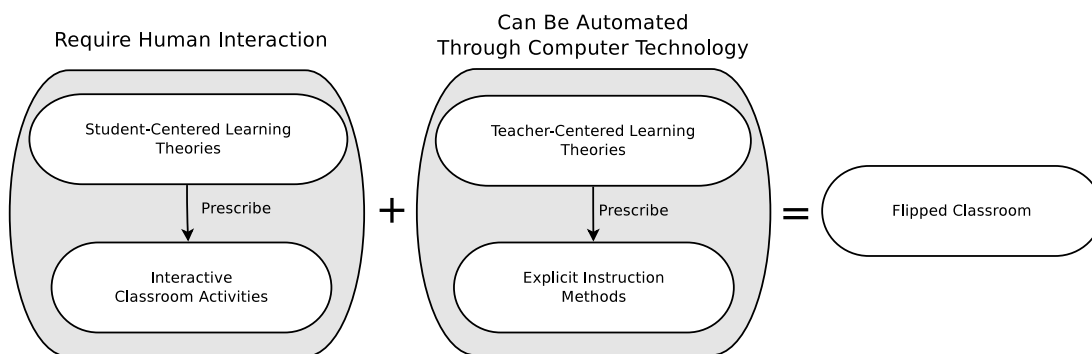 Require Human Interaction
Can Be Automated
Through Computer Technology
Student-Centered Learning
Theories
Prescribe
Interactive
Classroom Activities
+
Teacher-Centered Learning
Theories
Prescribe
Explicit Instruction
Methods
=
Flipped Classroom